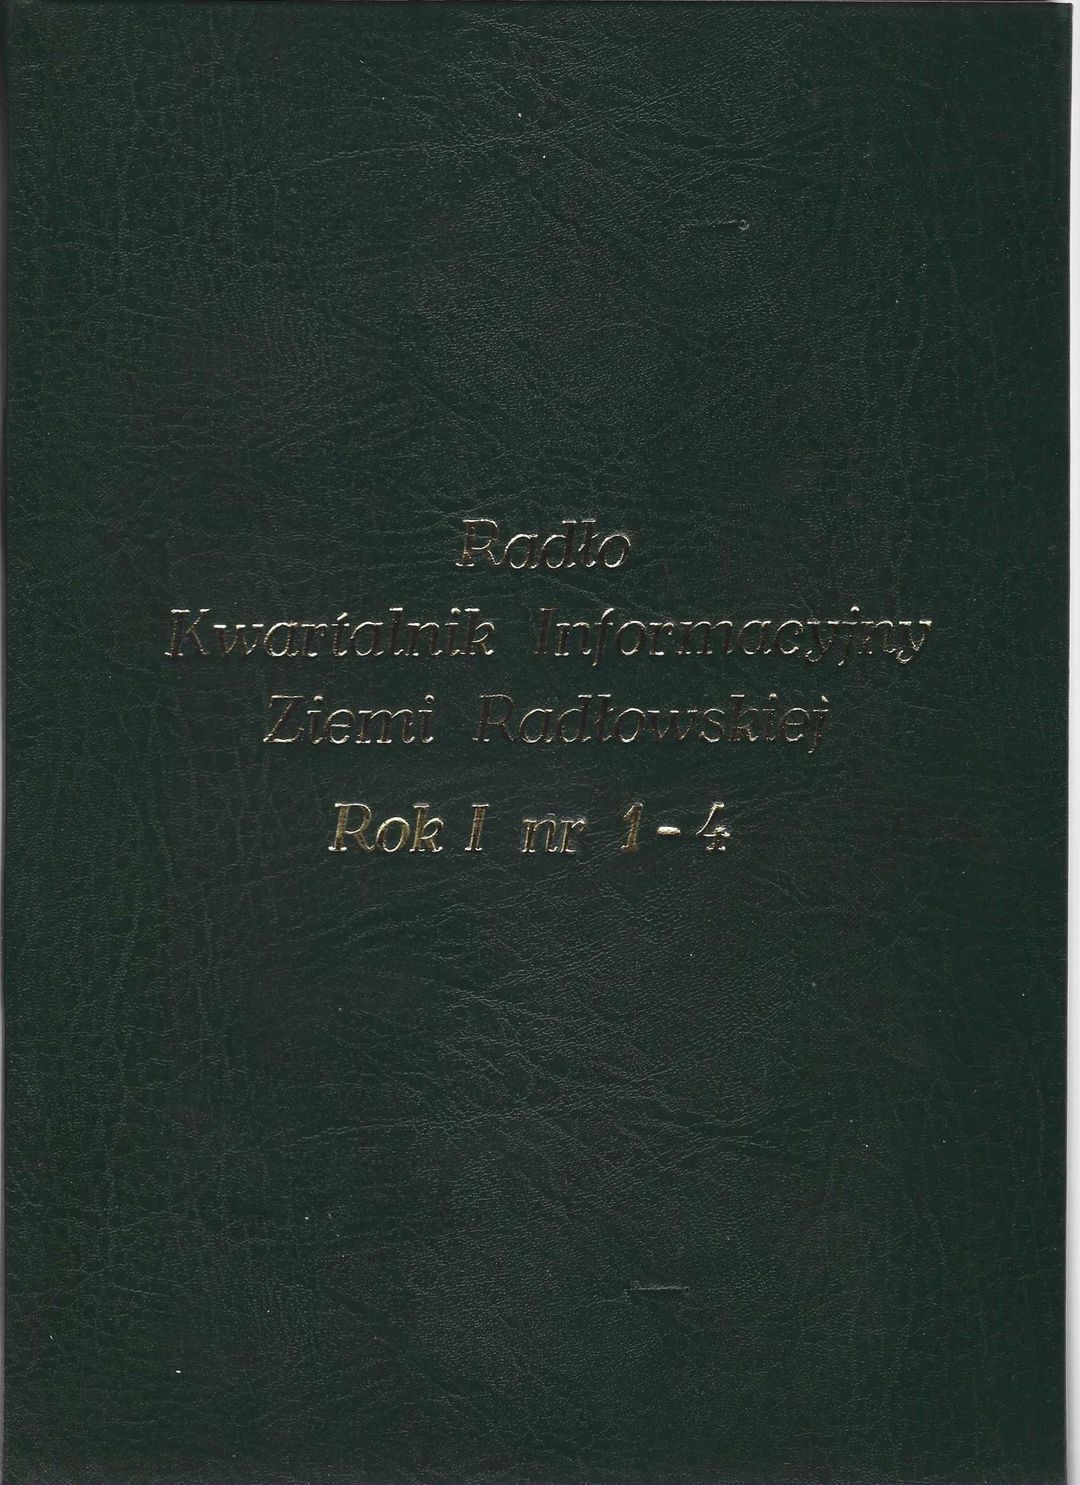 Radło
Kwartalnik Informacyjny
Ziemi Radłowskiej
Rok I nr 1-4